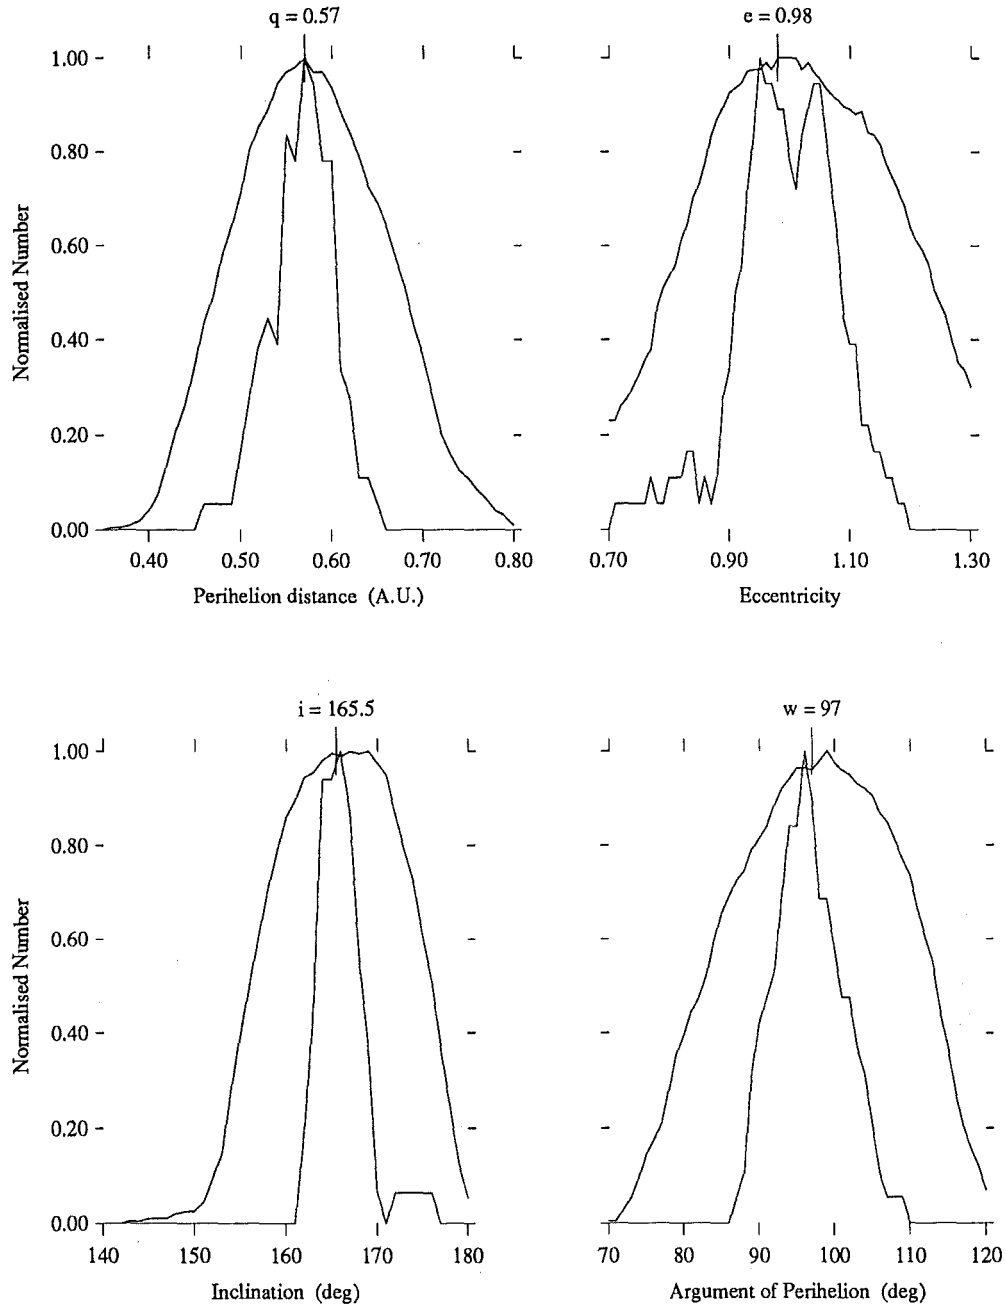 q = 0.57
e = 0.98
1.00
0.80
0.60
0.40
0.20
0.00
Normalised Number
0.40 0.50 0.60 0.70 0.80
Perihelion distance (A.U.)
0.70 0.90 1.10 1.30
Eccentricity
i = 165.5
w = 97
1.00
0.80
0.60
0.40
0.20
0.00
Normalised Number
140 150 160 170 180
Inclination (deg)
70 80 90 100 110 120
Argument of Perihelion (deg)